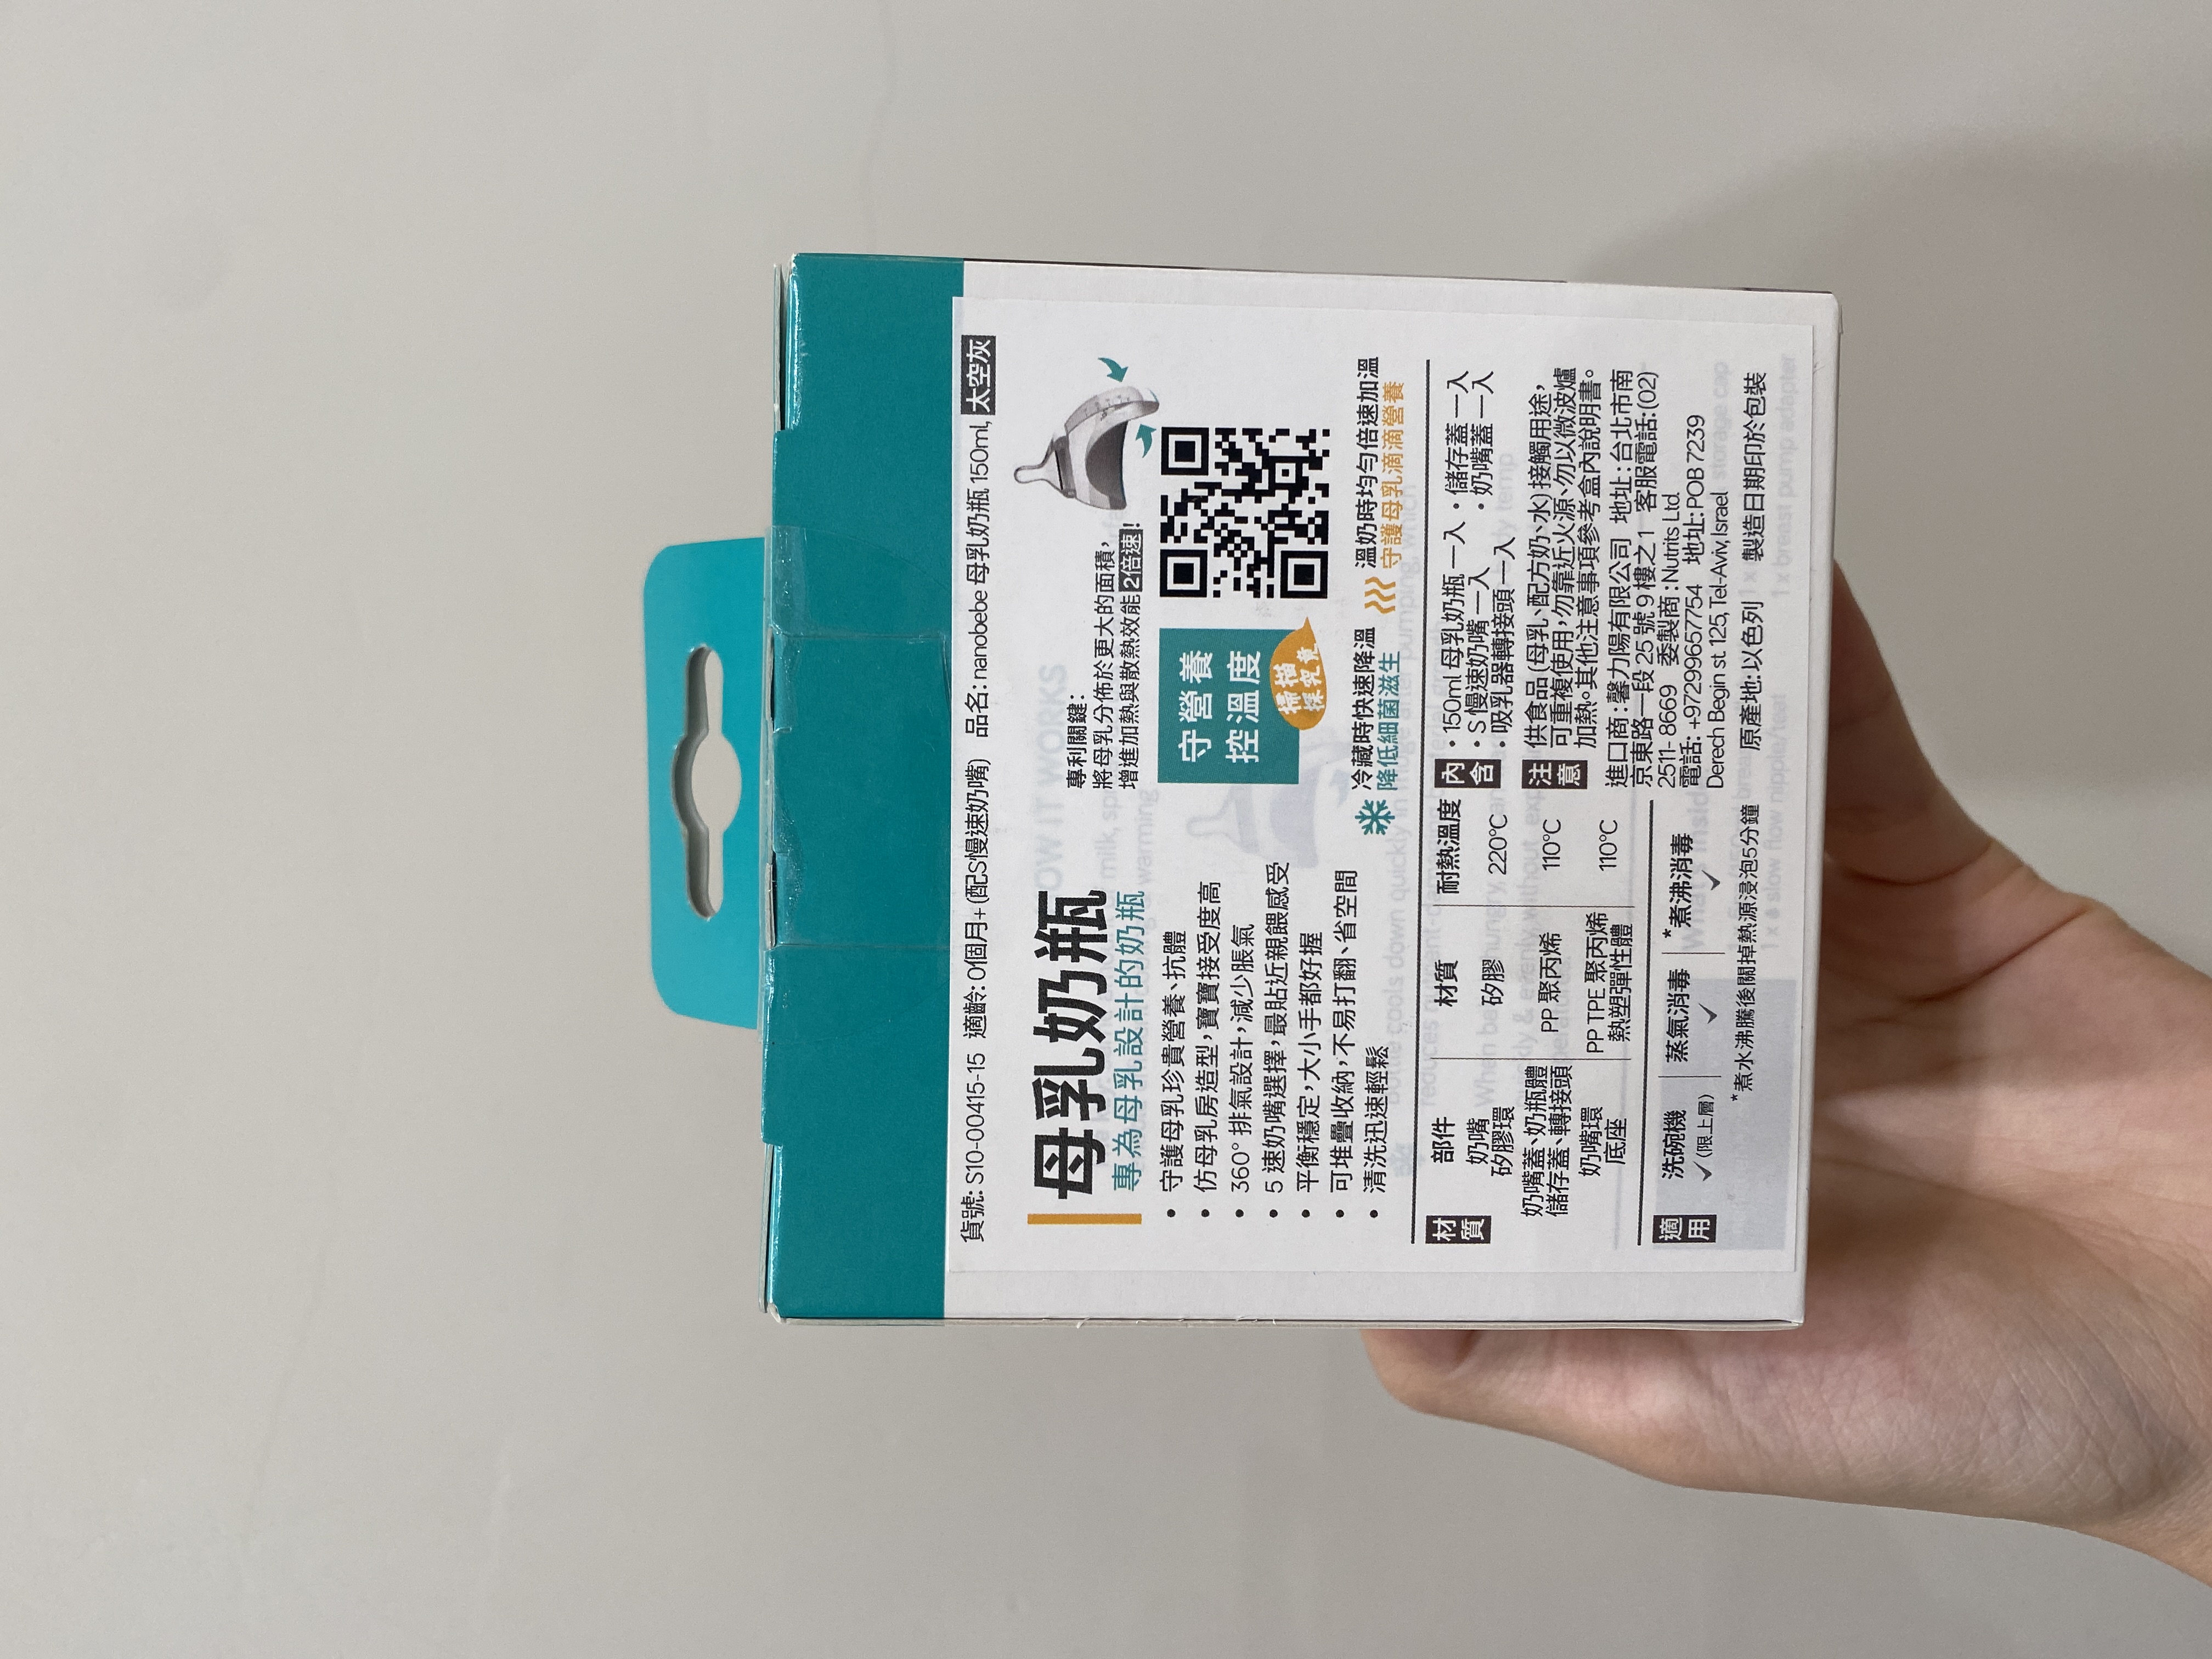 貨號: S10-00415-15 適齡: 0個月+ (配S慢速奶嘴) 品名: nanobebe 母乳奶瓶 150ml, 太空灰
母乳奶瓶
專為母乳設計的奶瓶
• 守護母乳珍貴營養、抗體
• 仿母乳房造型，寶寶接受度高
• 360° 排氣設計，減少脹氣
• 5 速奶嘴選擇，最貼近親餵感受
• 平衡穩定，大小手都好握
• 可堆疊收納，不易打翻、省空間
• 清洗迅速輕鬆
專利關鍵：
將母乳分佈於更大的面積，
增進加熱與散熱效能 2倍速!
守營養
控溫度
掃描
探究竟
冷藏時快速降溫
降低細菌滋生
溫奶時均勻倍速加溫
守護母乳滴滴營養
材質
部件 材質 耐熱溫度
奶嘴
矽膠環 矽膠 220℃
奶嘴蓋、奶瓶體
儲存蓋、轉接頭 PP 聚丙烯 110℃
奶嘴環
底座 PP TPE 聚丙烯
熱塑彈性體 110℃
適用
洗碗機 蒸氣消毒 *煮沸消毒
✓(限上層) ✓ ✓
*煮水沸騰後關掉熱源浸泡5分鐘
內含
・150ml 母乳奶瓶 一入 ・儲存蓋 一入
・S 慢速奶嘴 一入 ・奶嘴蓋 一入
・吸乳器轉接頭 一入
注意
供食品 (母乳、配方奶、水) 接觸用途，
可重複使用，勿靠近火源、勿以微波爐
加熱。其他注意事項參考盒內說明書。
進口商：馨力陽有限公司 地址：台北市南
京東路一段 25 號 9 樓之 1 客服電話：(02)
2511- 8669 委製商：Nutrits Ltd
電話: +97299657754 地址: POB 7239
Derech Begin st 125, Tel-Aviv, Israel
原產地: 以色列 製造日期印於包裝